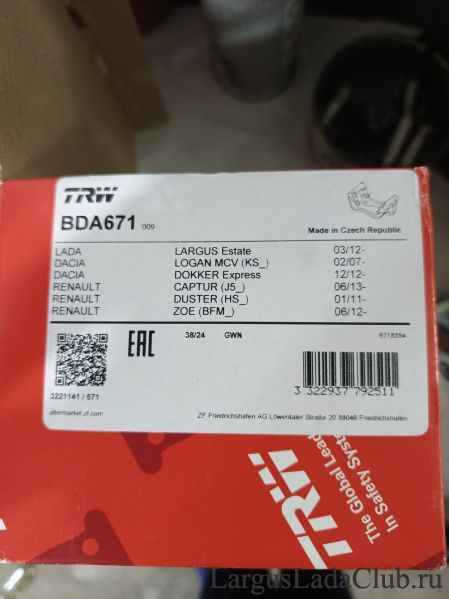 TRW
BDA671 009
Made in Czech Republic
LADA LARGUS Estate 03/12-
DACIA LOGAN MCV (KS_) 02/07-
DACIA DOKKER Express 12/12-
RENAULT CAPTUR (J5_) 06/13-
RENAULT DUSTER (HS_) 01/11-
RENAULT ZOE (BFM_) 06/12-
EAC
38/24 GWN
6718354
3221141 / 571
3 322937 792511
aftermarket.zf.com
ZF Friedrichshafen AG Löwentaler Straße 20 88046 Friedrichshafen
TRW
The Global Lead
In Safety System
LargusLadaClub.ru